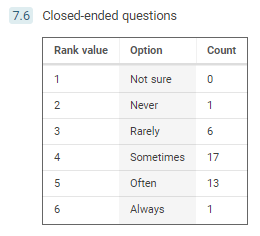 7.6 Closed-ended questions
Rank value Option Count
1 Not sure 0
2 Never 1
3 Rarely 6
4 Sometimes 17
5 Often 13
6 Always 1